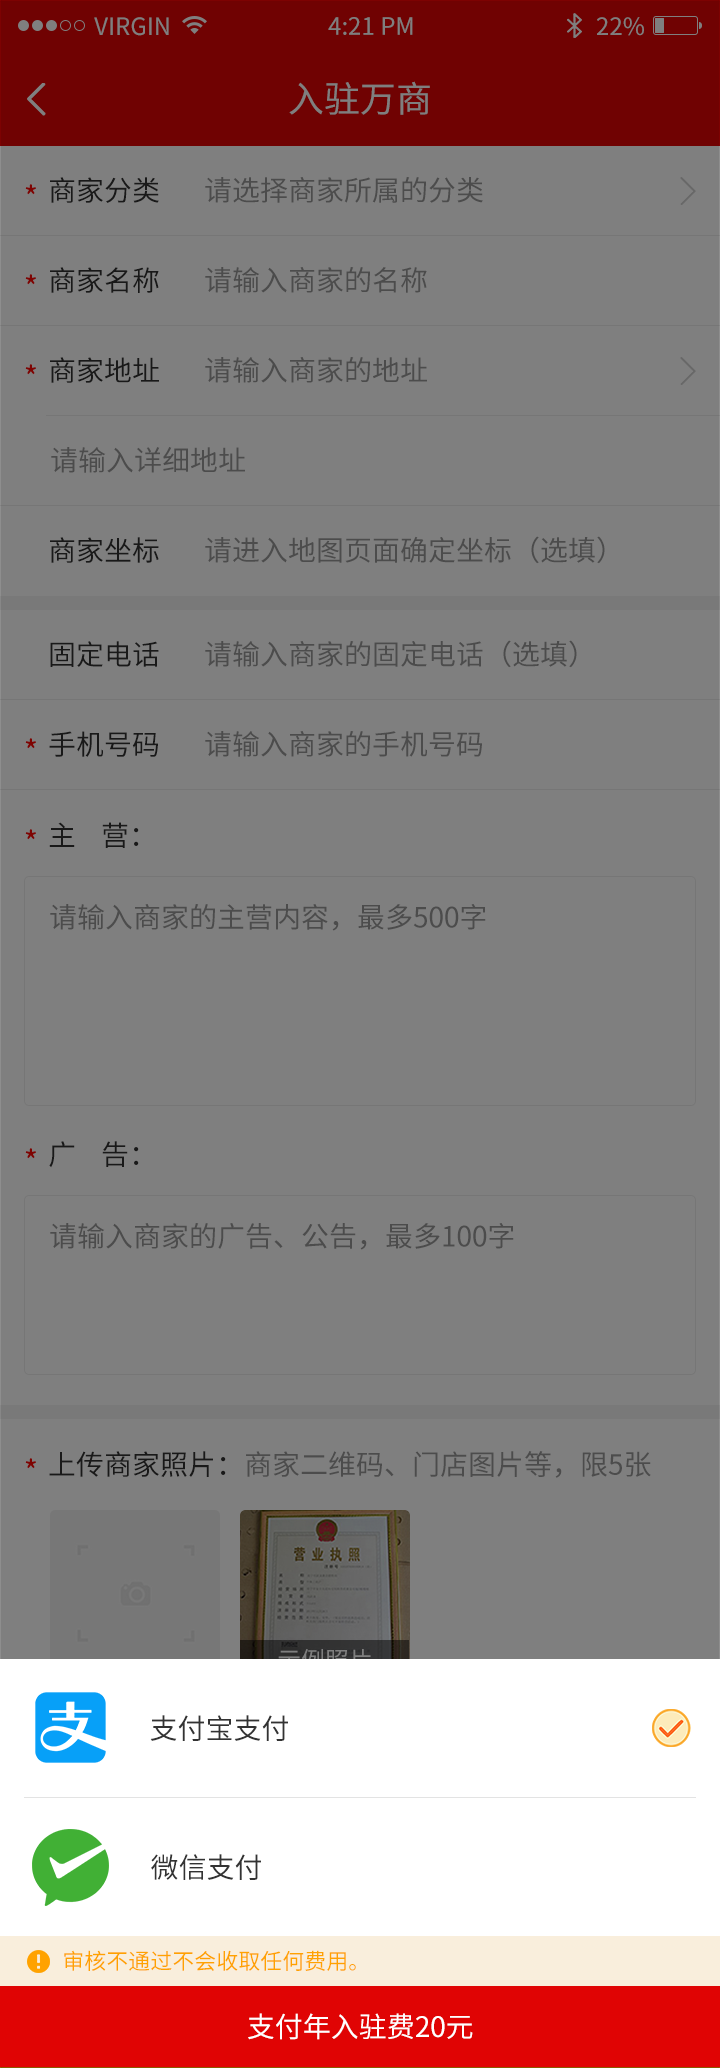 VIRGIN 4:21 PM 22%
入驻万商
* 商家分类 请选择商家所属的分类
* 商家名称 请输入商家的名称
* 商家地址 请输入商家的地址
请输入详细地址
商家坐标 请进入地图页面确定坐标（选填）
固定电话 请输入商家的固定电话（选填）
* 手机号码 请输入商家的手机号码
* 主 营：
请输入商家的主营内容，最多500字
* 广 告：
请输入商家的广告、公告，最多100字
* 上传商家照片：商家二维码、门店图片等，限5张
营业执照
示例照片
支付宝支付
微信支付
审核不通过不会收取任何费用。
支付年入驻费20元